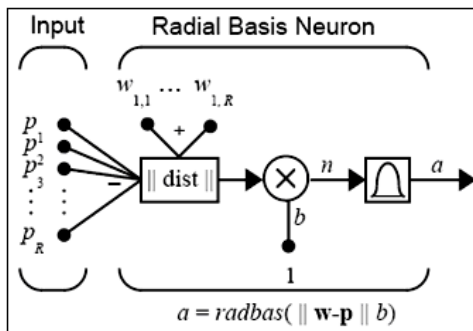 Input Radial Basis Neuron
w1,1 ... w1,R
+
p
p1
p2
p3
pR
−
|| dist ||
×
n
a
b
1
a = radbas( || w-p || b)